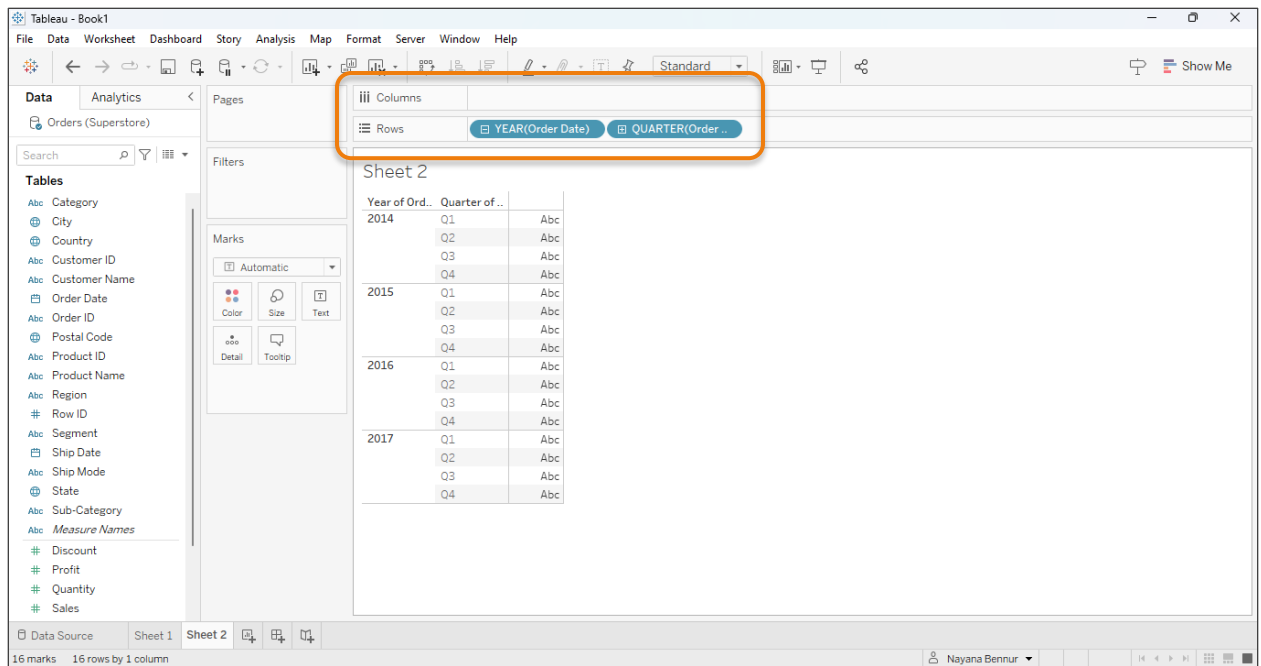 Tableau - Book1
File Data Worksheet Dashboard Story Analysis Map Format Server Window Help
Standard
Show Me
Data Analytics
Pages
Columns
Orders (Superstore)
Rows YEAR(Order Date) QUARTER(Order ..
Search
Filters
Sheet 2
Tables
Year of Ord.. Quarter of ..
Abc Category
2014 Q1 Abc
City
Q2 Abc
Country
Marks
Q3 Abc
Abc Customer ID
Automatic
Q4 Abc
Abc Customer Name
2015 Q1 Abc
Order Date
Q2 Abc
Abc Order ID
Color Size Text
Q3 Abc
Postal Code
Q4 Abc
Abc Product ID
Detail Tooltip
2016 Q1 Abc
Abc Product Name
Q2 Abc
Abc Region
Q3 Abc
# Row ID
Q4 Abc
Abc Segment
2017 Q1 Abc
Ship Date
Q2 Abc
Abc Ship Mode
Q3 Abc
State
Q4 Abc
Abc Sub-Category
Abc Measure Names
# Discount
# Profit
# Quantity
# Sales
Data Source Sheet 1 Sheet 2
16 marks 16 rows by 1 column
Nayana Bennur